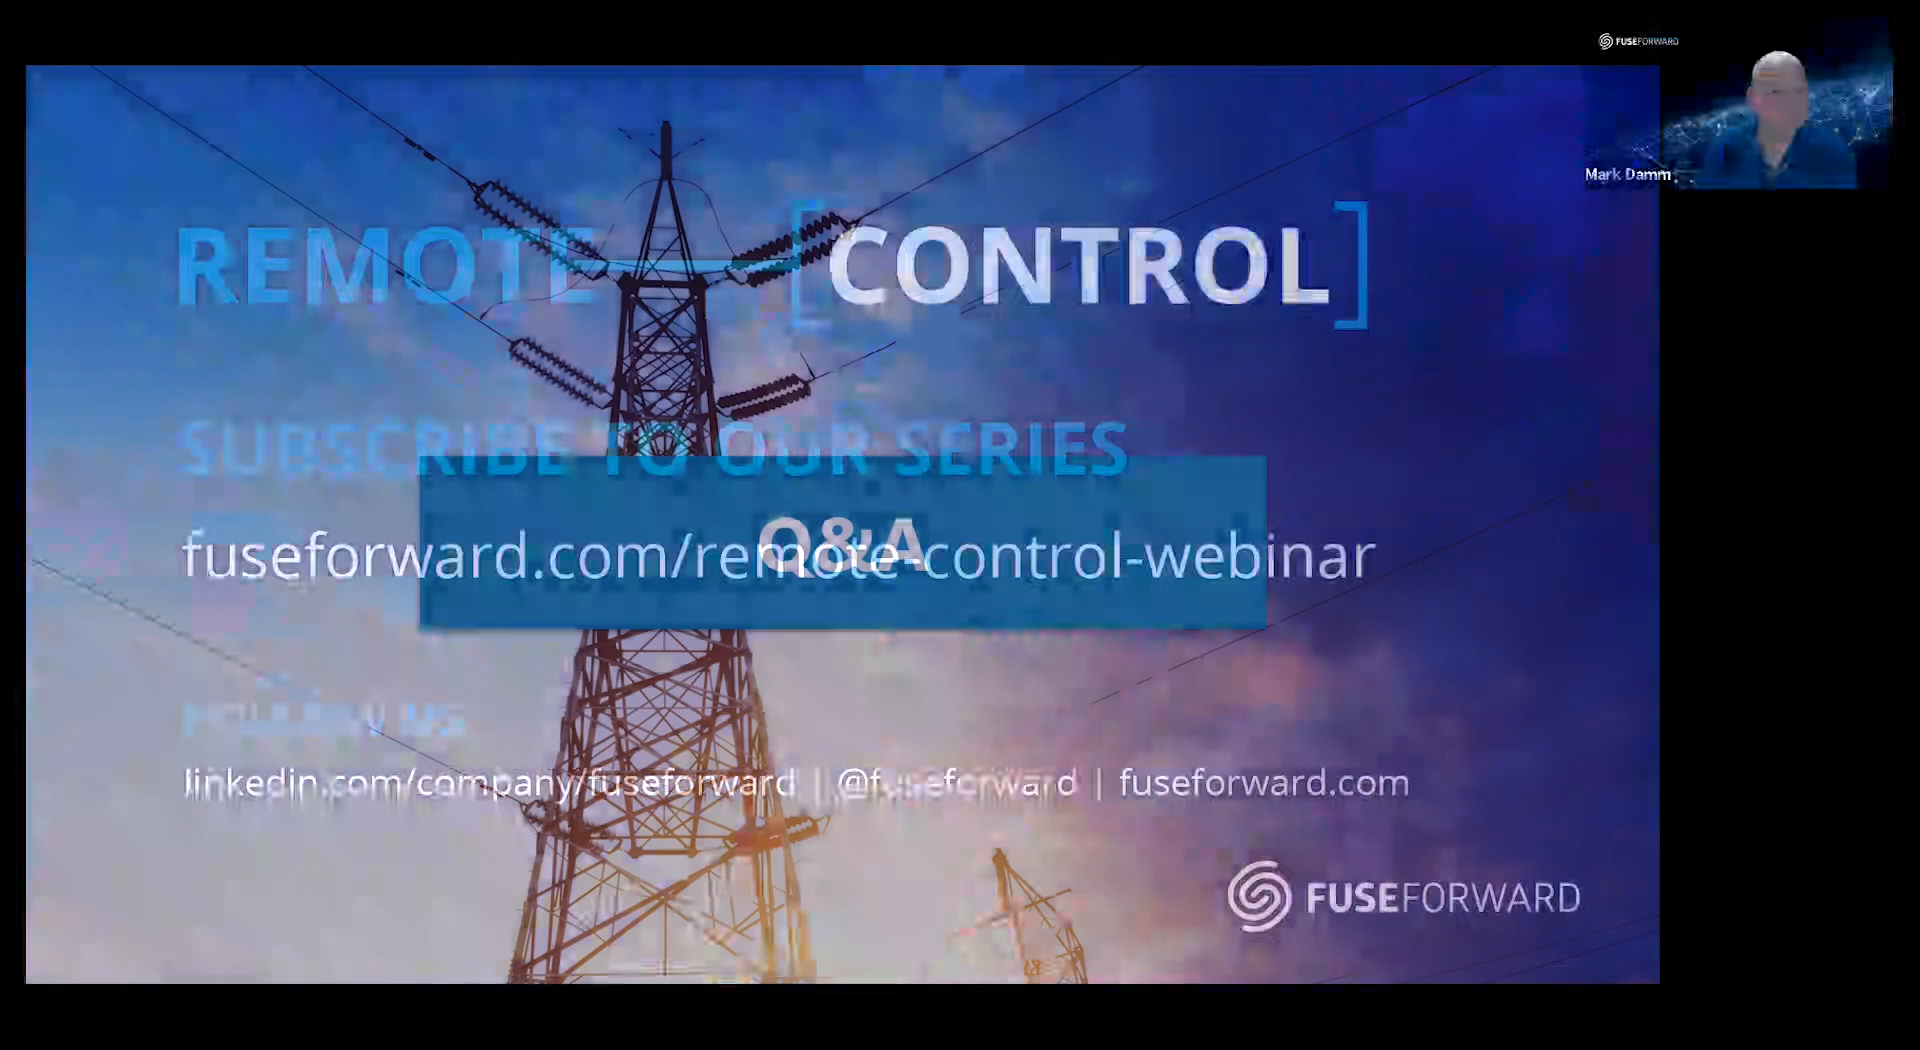 FUSEFORWARD
Mark Damm
REMOTE [CONTROL]
SUBSCRIBE TO OUR SERIES
Q&A
fuseforward.com/remote-control-webinar
linkedin.com/company/fuseforward | @fuseforward | fuseforward.com
FUSEFORWARD